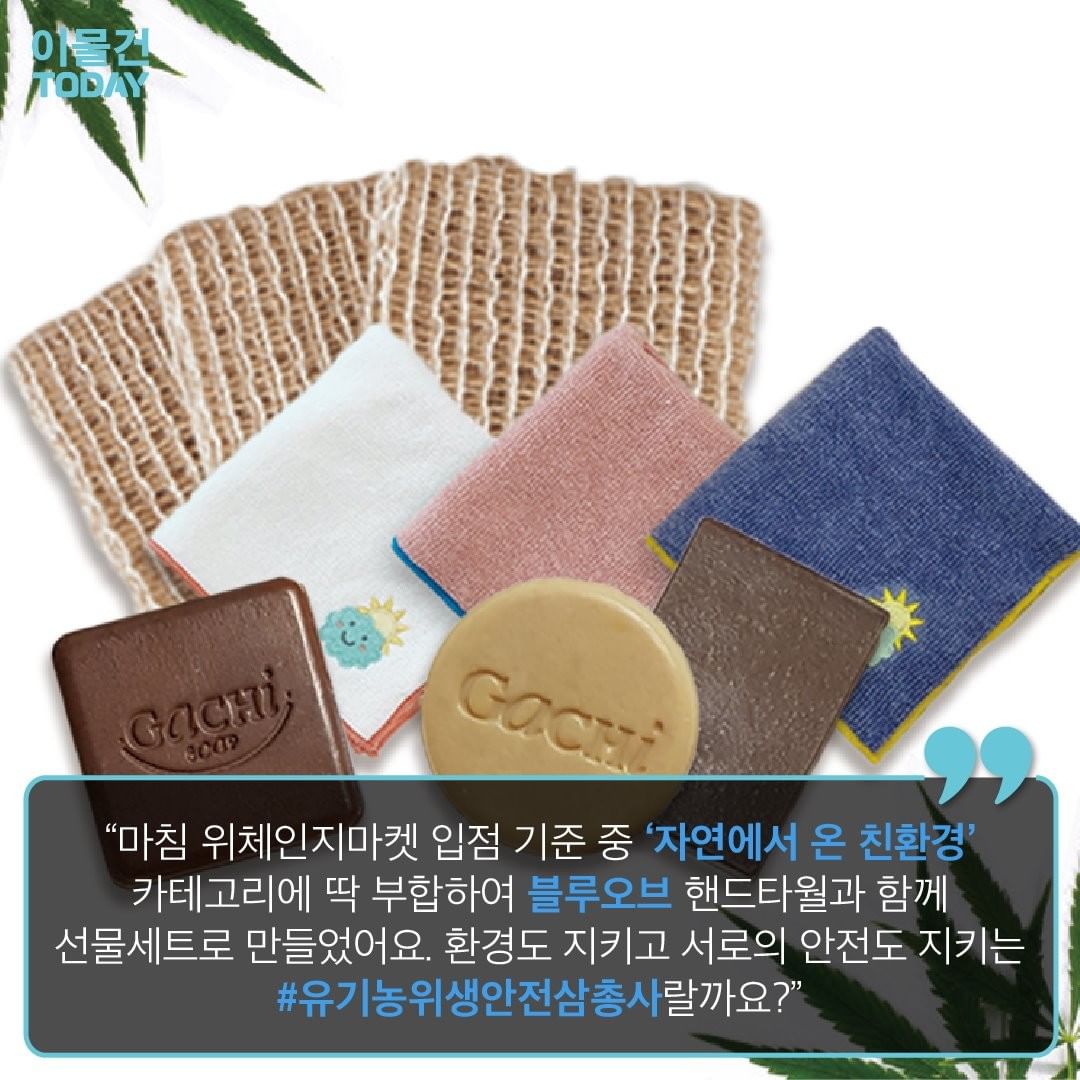 이물건
TODAY
GACHi
SOAP
GACHi
“마침 위체인지마켓 입점 기준 중 ‘자연에서 온 친환경’
카테고리에 딱 부합하여 블루오브 핸드타월과 함께
선물세트로 만들었어요. 환경도 지키고 서로의 안전도 지키는
#유기농위생안전삼총사랄까요?”